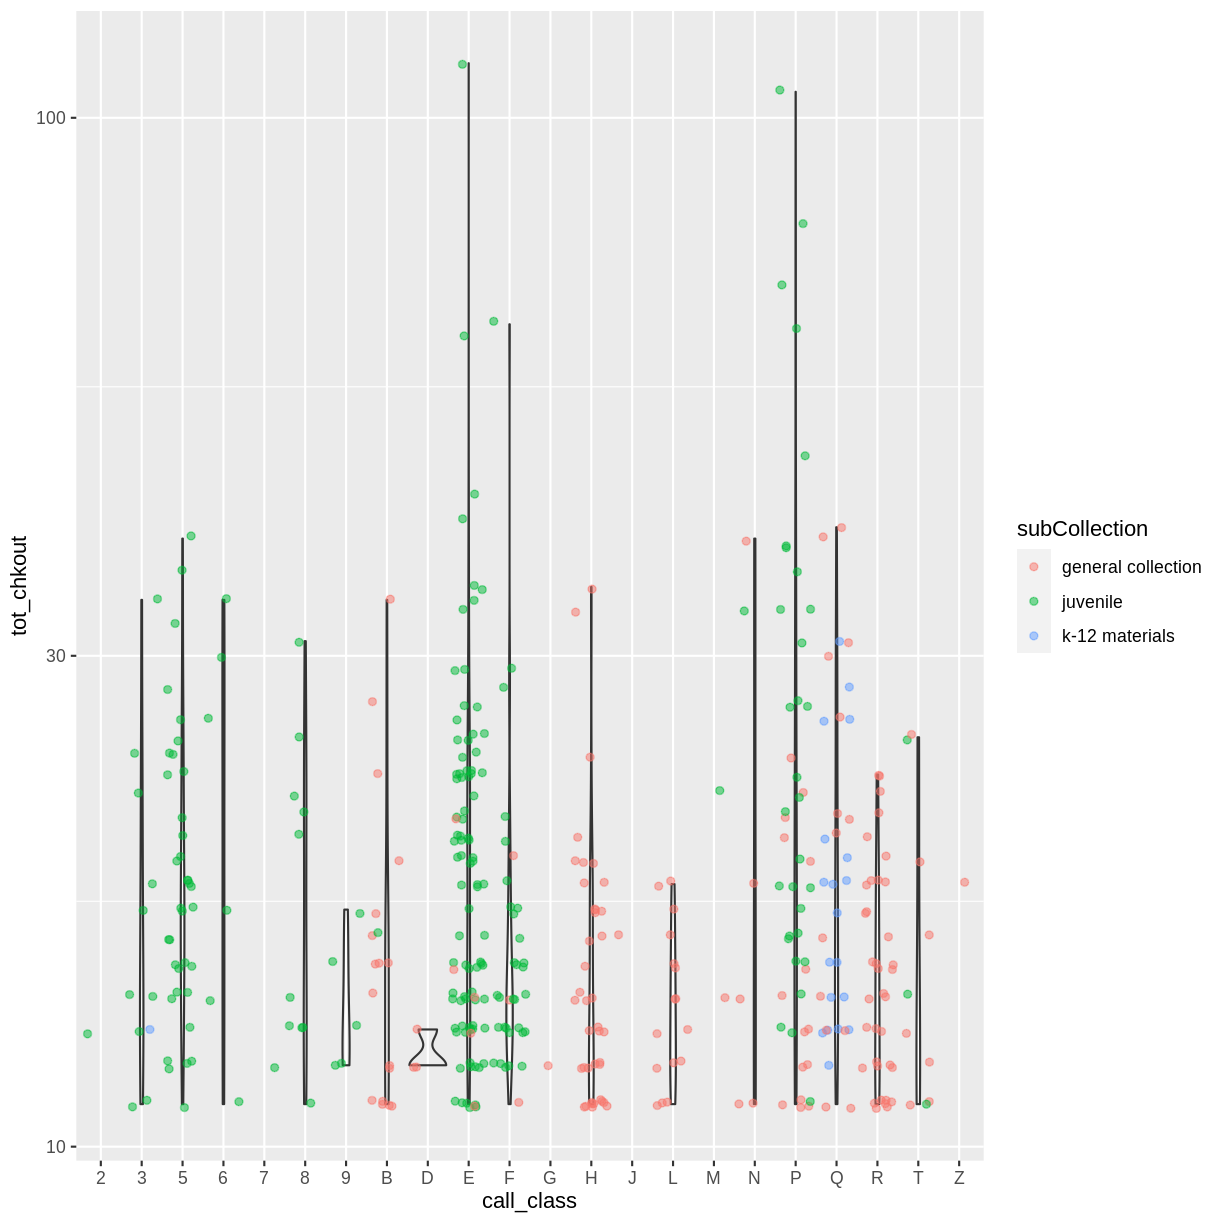 100
30
10
tot_chkout
2 3 5 6 7 8 9 B D E F G H J L M N P Q R T Z
call_class
subCollection
general collection
juvenile
k-12 materials